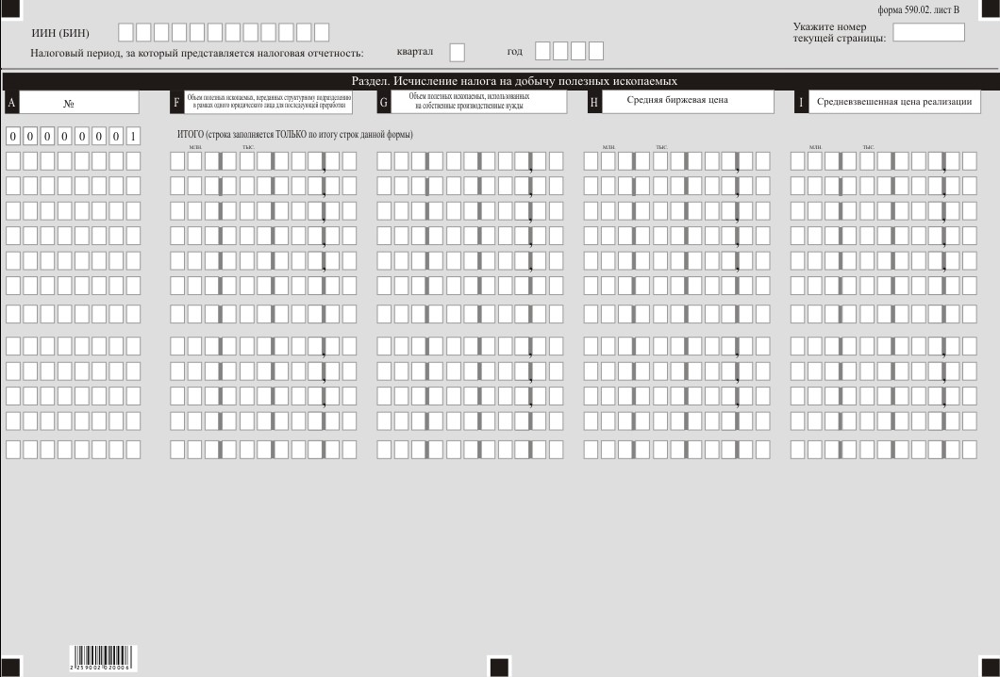 форма 590.02. лист В
ИИН (БИН)
Укажите номер
текущей страницы:
Налоговый период, за который представляется налоговая отчетность: квартал год
Раздел. Исчисление налога на добычу полезных ископаемых
A № F Объем полезных ископаемых, переданных структурному подразделению
в рамках одного юридического лица для последующей преработки
G Объем полезных ископаемых, использованных
на собственные производственные нужды
H Средняя биржевая цена
I Средневзвешенная цена реализации
0 0 0 0 0 0 0 1 ИТОГО (строка заполняется ТОЛЬКО по итогу строк данной формы)
млн. тыс. млн. тыс. млн. тыс.
2 259002 020006